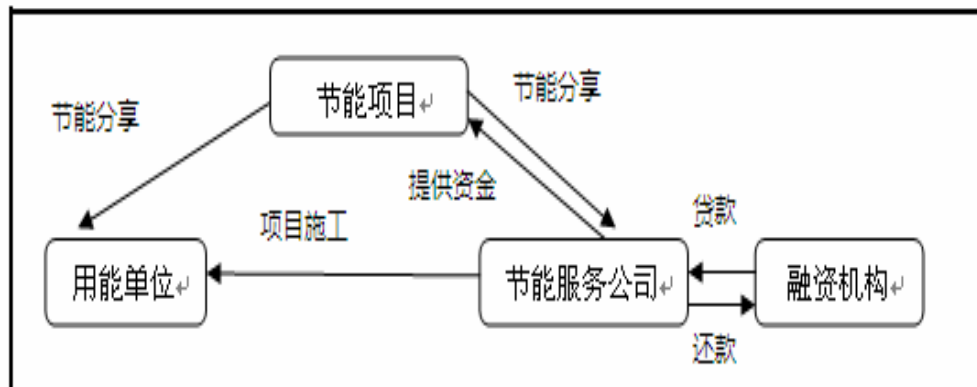 节能项目
节能分享
节能分享
提供资金
项目施工
贷款
用能单位
节能服务公司
融资机构
还款